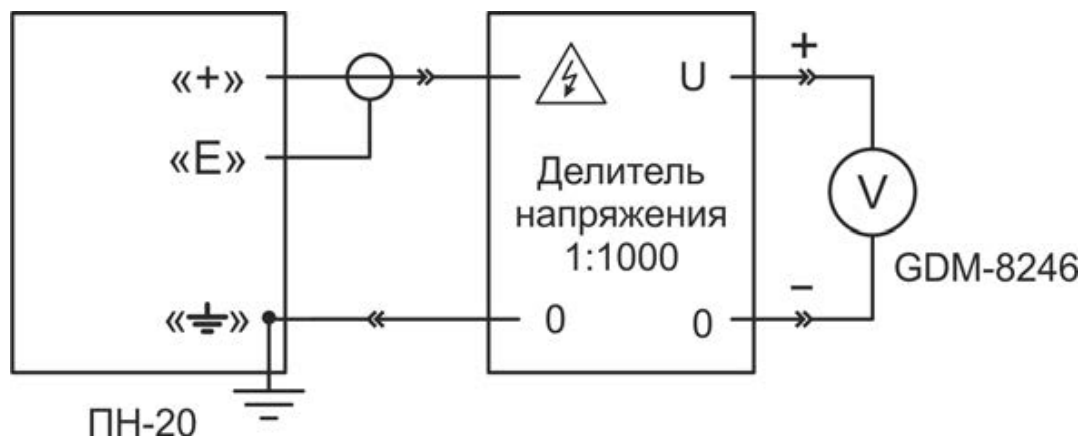 «+»
«E»
«⏚»
ПН-20
U
Делитель
напряжения
1:1000
0
0
+
V
−
GDM-8246